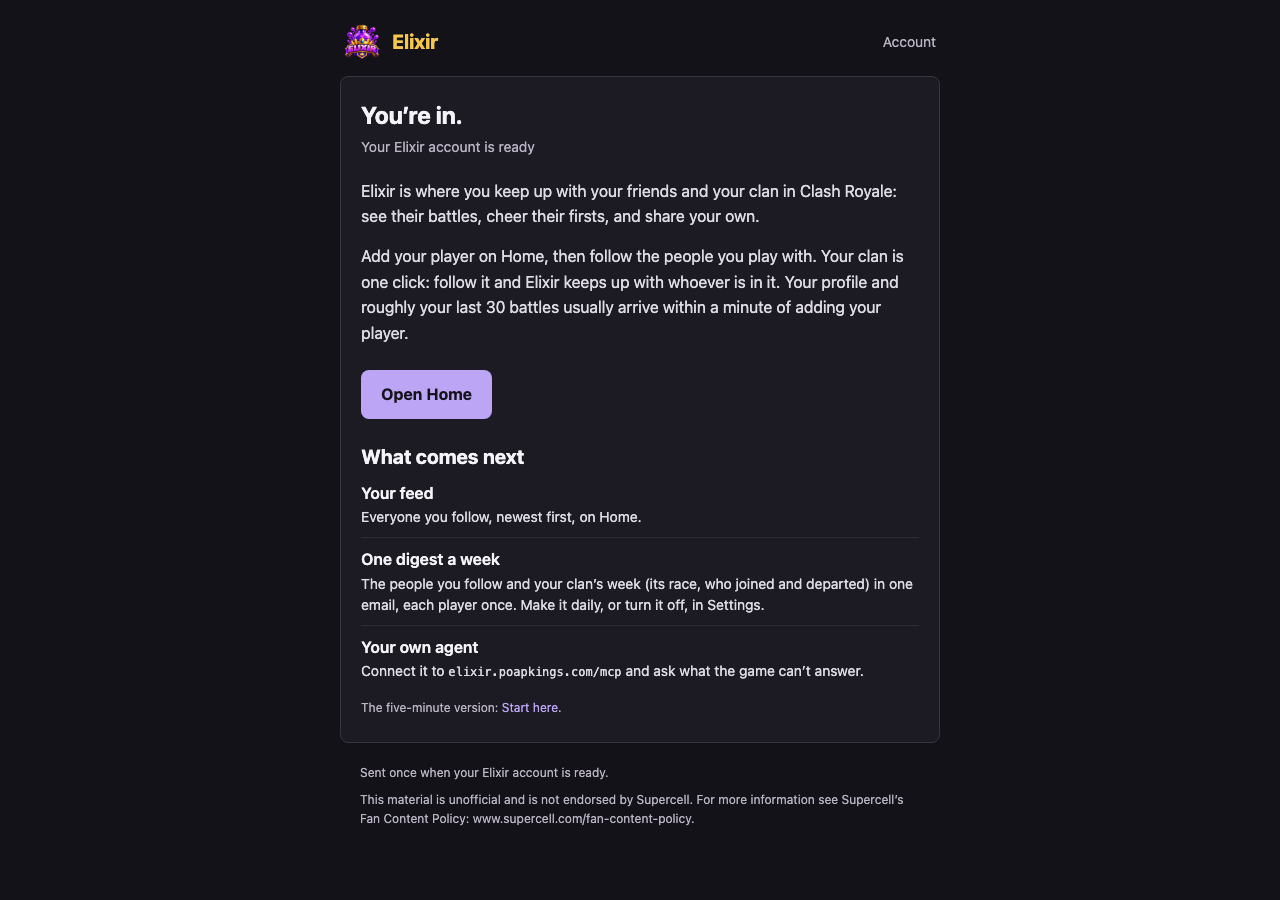 ELIXIR
Elixir
Account
You’re in.
Your Elixir account is ready
Elixir is where you keep up with your friends and your clan in Clash Royale:
see their battles, cheer their firsts, and share your own.
Add your player on Home, then follow the people you play with. Your clan is
one click: follow it and Elixir keeps up with whoever is in it. Your profile and
roughly your last 30 battles usually arrive within a minute of adding your
player.
Open Home
What comes next
Your feed
Everyone you follow, newest first, on Home.
One digest a week
The people you follow and your clan’s week (its race, who joined and departed) in one
email, each player once. Make it daily, or turn it off, in Settings.
Your own agent
Connect it to elixir.poapkings.com/mcp and ask what the game can’t answer.
The five-minute version: Start here.
Sent once when your Elixir account is ready.
This material is unofficial and is not endorsed by Supercell. For more information see Supercell’s
Fan Content Policy: www.supercell.com/fan-content-policy.